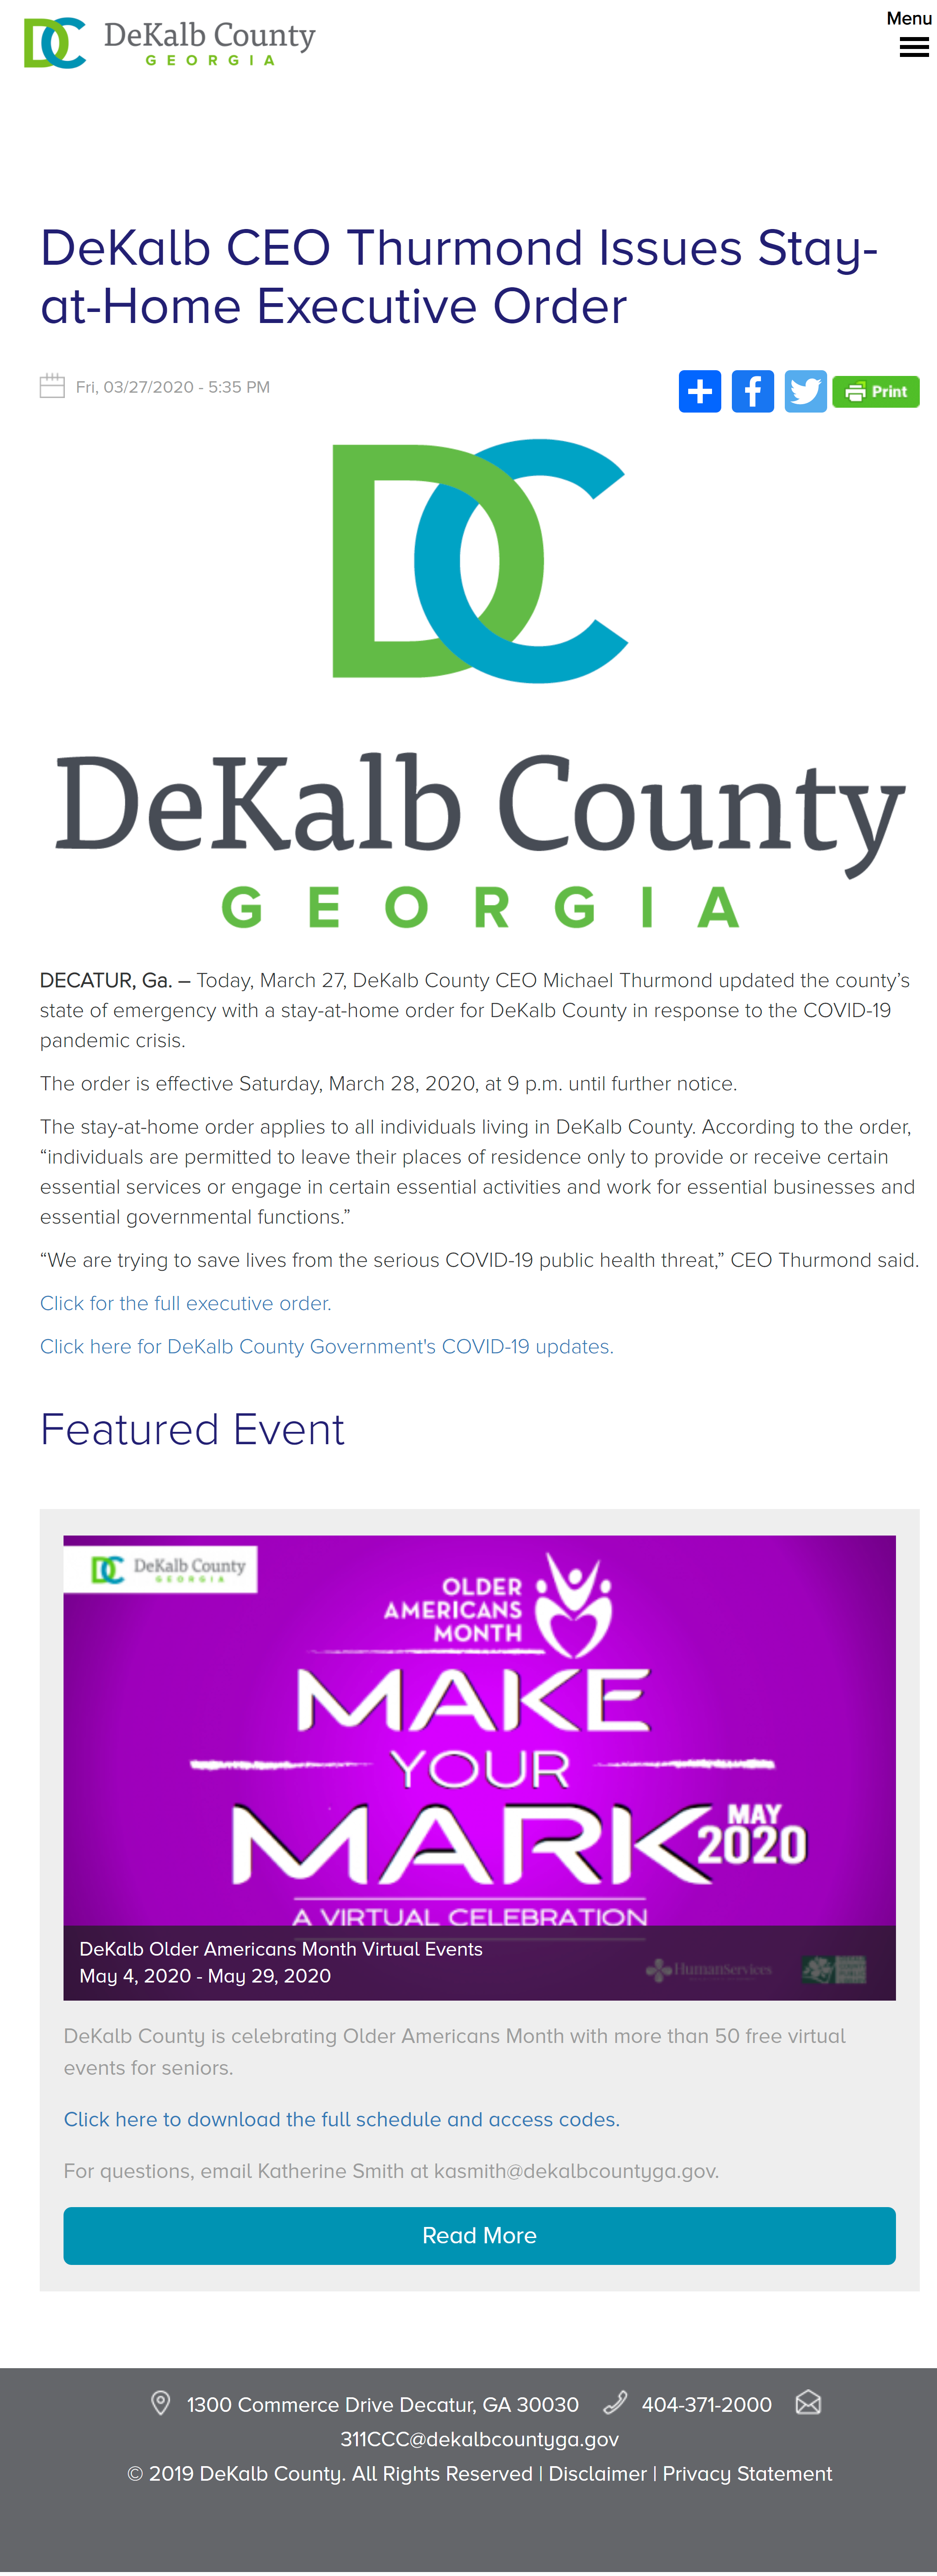 DC DeKalb County
GEORGIA
Menu
DeKalb CEO Thurmond Issues Stay-
at-Home Executive Order
Fri, 03/27/2020 - 5:35 PM
Print
DC
DeKalb County
GEORGIA
DECATUR, Ga. – Today, March 27, DeKalb County CEO Michael Thurmond updated the county’s
state of emergency with a stay-at-home order for DeKalb County in response to the COVID-19
pandemic crisis.
The order is effective Saturday, March 28, 2020, at 9 p.m. until further notice.
The stay-at-home order applies to all individuals living in DeKalb County. According to the order,
“individuals are permitted to leave their places of residence only to provide or receive certain
essential services or engage in certain essential activities and work for essential businesses and
essential governmental functions.”
“We are trying to save lives from the serious COVID-19 public health threat,” CEO Thurmond said.
Click for the full executive order.
Click here for DeKalb County Government's COVID-19 updates.
Featured Event
DC DeKalb County
GEORGIA
OLDER
AMERICANS
MONTH
MAKE
YOUR
MARK
MAY
2020
A VIRTUAL CELEBRATION
DeKalb Older Americans Month Virtual Events
May 4, 2020 - May 29, 2020
HumanServices
DeKalb County is celebrating Older Americans Month with more than 50 free virtual
events for seniors.
Click here to download the full schedule and access codes.
For questions, email Katherine Smith at kasmith@dekalbcountyga.gov.
Read More
1300 Commerce Drive Decatur, GA 30030 404-371-2000
311CCC@dekalbcountyga.gov
© 2019 DeKalb County. All Rights Reserved | Disclaimer | Privacy Statement